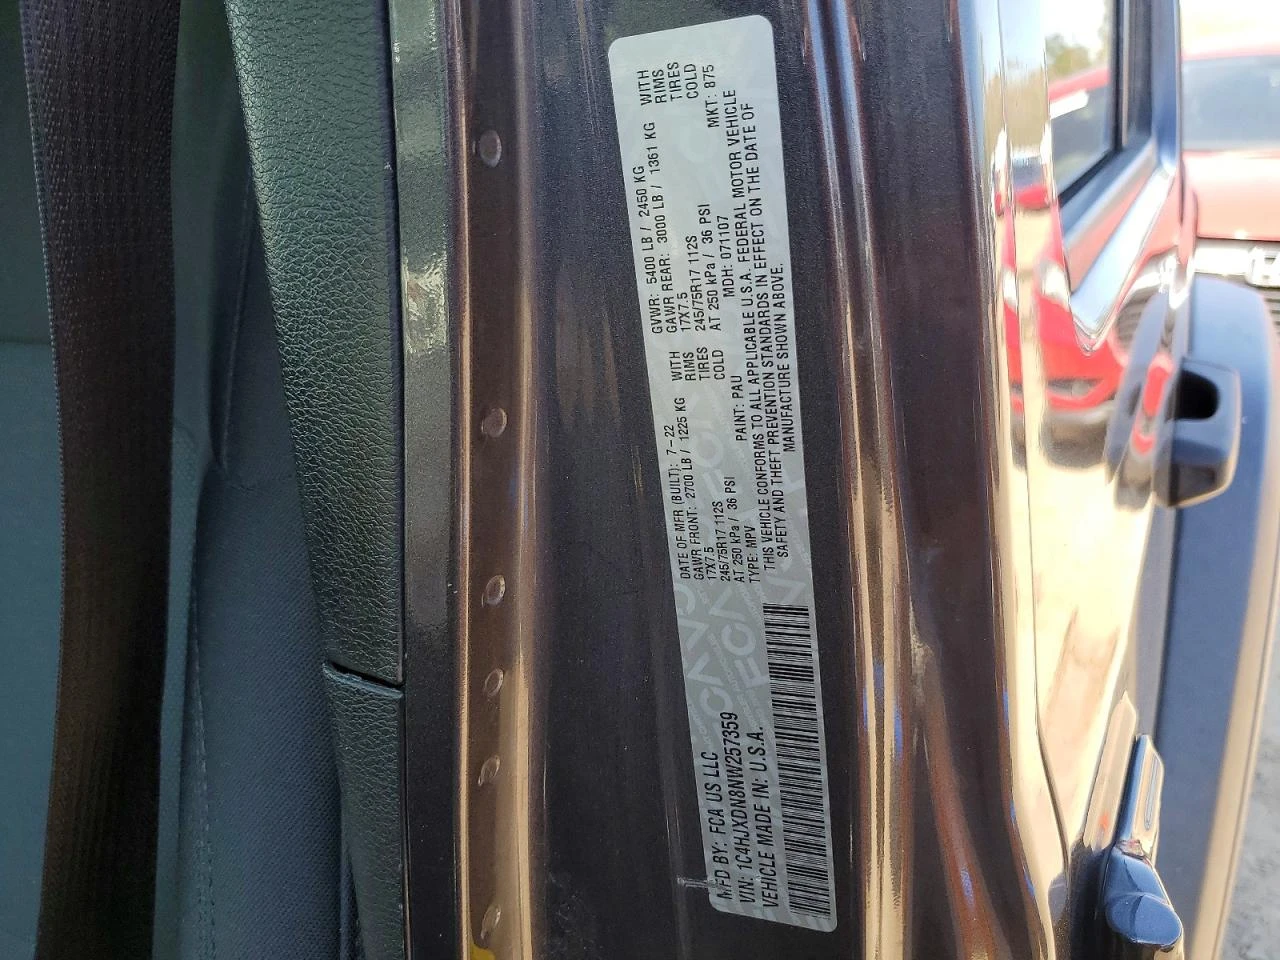 MFD BY: FCA US LLC
VIN: 1C4HJXDN8NW257359
VEHICLE MADE IN: U.S.A.
DATE OF MFR (BUILT): 7-22
GVWR: 5400 LB / 2450 KG
GAWR FRONT: 2700 LB / 1225 KG WITH
17X7.5 RIMS
245/75R17 112S TIRES
AT 250 kPa / 36 PSI COLD
GAWR REAR: 3000 LB / 1361 KG WITH
17X7.5 RIMS
245/75R17 112S TIRES
AT 250 kPa / 36 PSI COLD
TYPE: MPV PAINT: PAU MDH: 071107 MKT: 875
THIS VEHICLE CONFORMS TO ALL APPLICABLE U.S.A. FEDERAL MOTOR VEHICLE
SAFETY AND THEFT PREVENTION STANDARDS IN EFFECT ON THE DATE OF
MANUFACTURE SHOWN ABOVE.